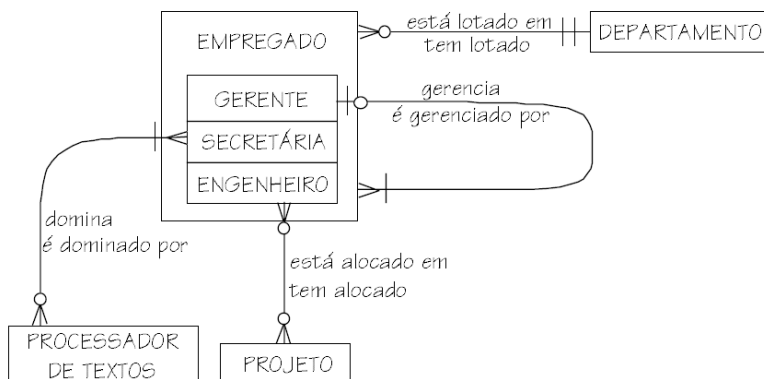 EMPREGADO
está lotado em
tem lotado
DEPARTAMENTO
GERENTE
gerencia
é gerenciado por
SECRETÁRIA
ENGENHEIRO
domina
é dominado por
está alocado em
tem alocado
PROCESSADOR
DE TEXTOS
PROJETO